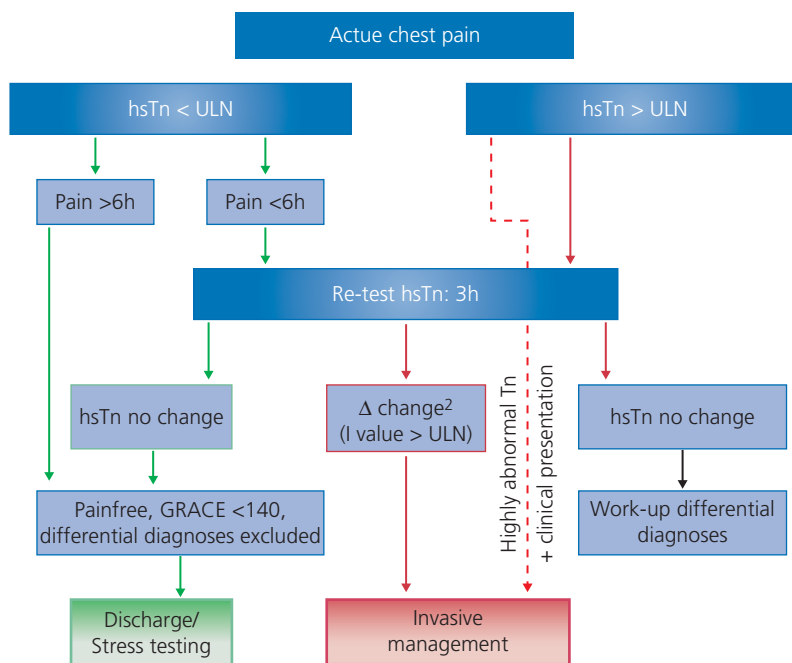 Actue chest pain
hsTn < ULN
hsTn > ULN
Pain >6h
Pain <6h
Re-test hsTn: 3h
hsTn no change
Δ change²
(I value > ULN)
Highly abnormal Tn
+ clinical presentation
hsTn no change
Painfree, GRACE <140,
differential diagnoses excluded
Work-up differential
diagnoses
Discharge/
Stress testing
Invasive
management